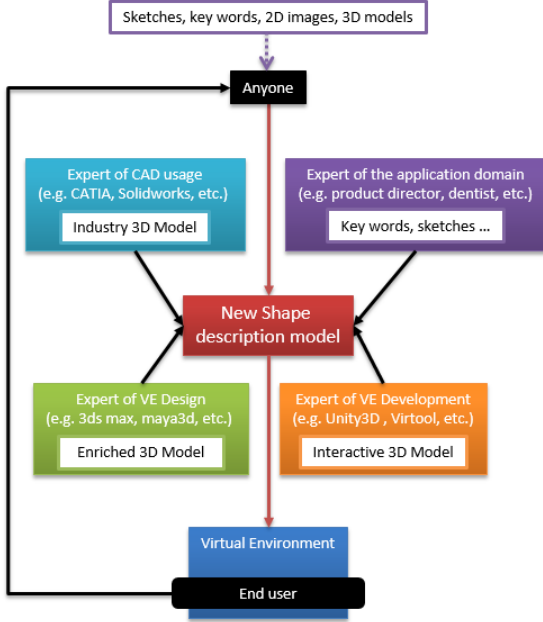 Sketches, key words, 2D images, 3D models
Anyone
Expert of CAD usage
(e.g. CATIA, Solidworks, etc.)
Industry 3D Model
Expert of the application domain
(e.g. product director, dentist, etc.)
Key words, sketches ...
New Shape
description model
Expert of VE Design
(e.g. 3ds max, maya3d, etc.)
Enriched 3D Model
Expert of VE Development
(e.g. Unity3D , Virtool, etc.)
Interactive 3D Model
Virtual Environment
End user